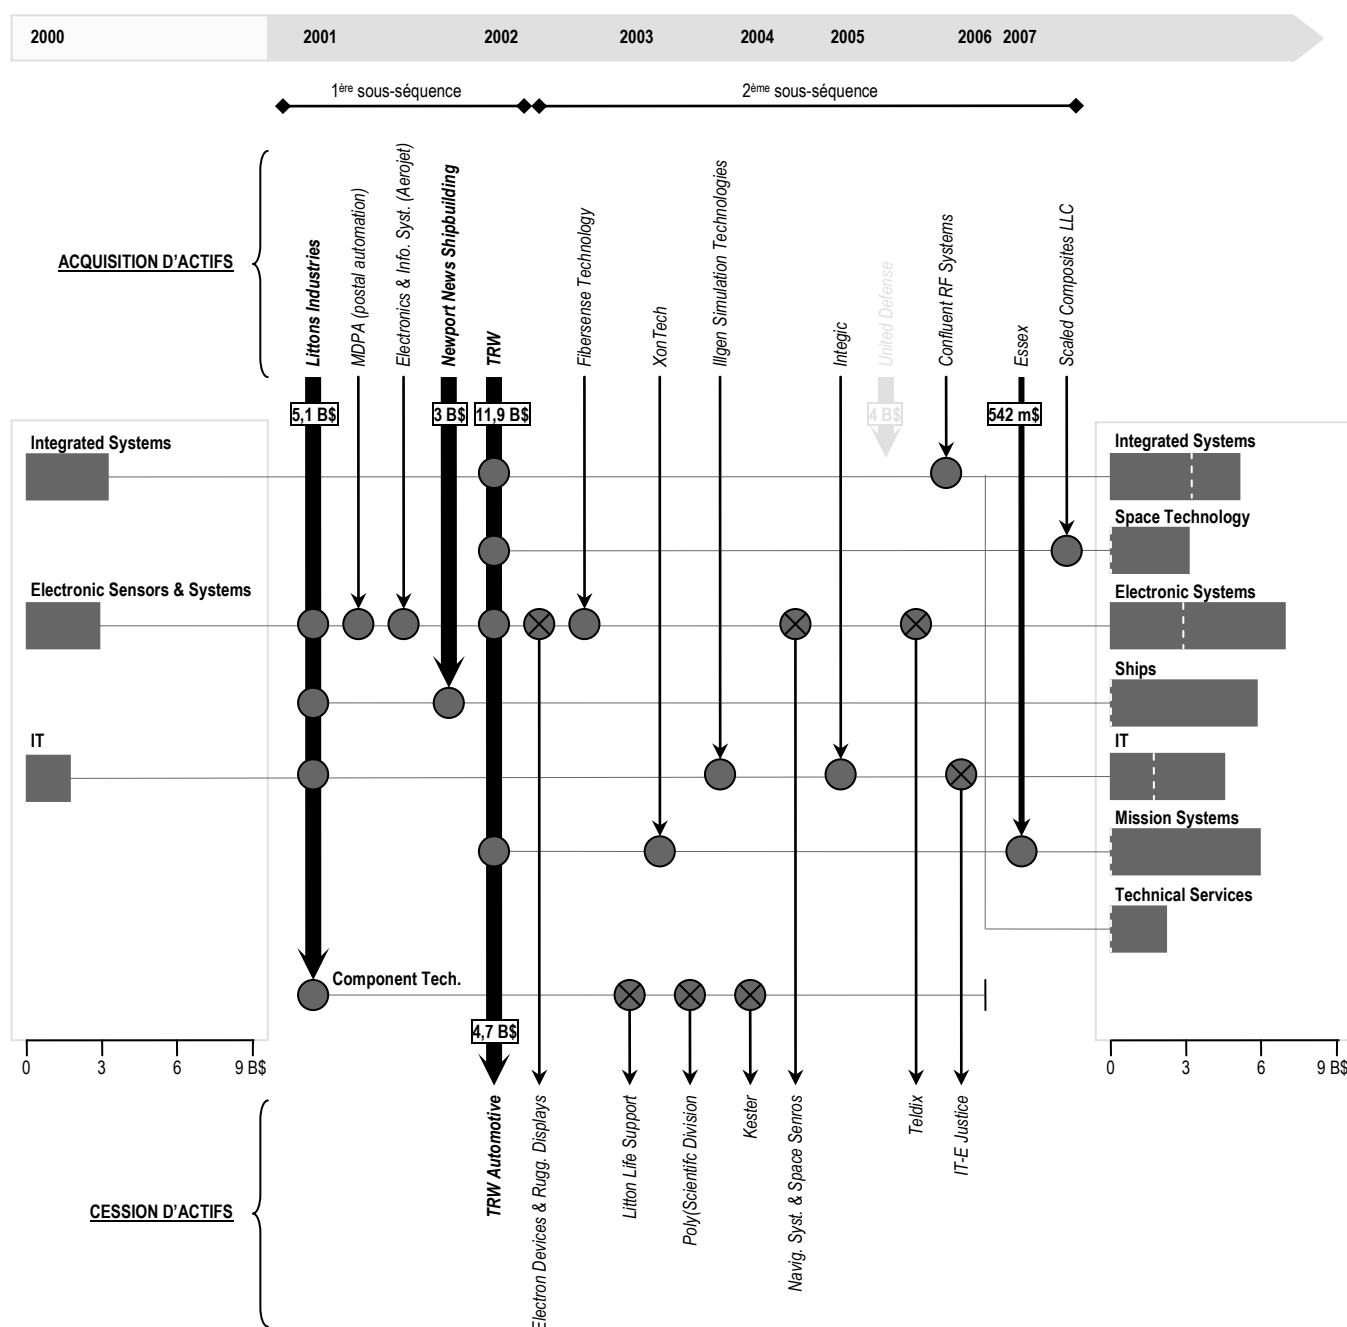 2000 2001 2002 2003 2004 2005 2006 2007
1ère sous-séquence 2ème sous-séquence
ACQUISITION D'ACTIFS
Littons Industries
MDPA (postal automation)
Electronics & Info. Syst. (Aerojet)
Newport News Shipbuilding
TRW
Fibersense Technology
XonTech
Illgen Simulation Technologies
Integic
United Defense
Confluent RF Systems
Essex
Scaled Composites LLC
5,1 B$ 3 B$ 11,9 B$ 4 B$ 542 m$
Integrated Systems
Electronic Sensors & Systems
IT
Integrated Systems
Space Technology
Electronic Systems
Ships
IT
Mission Systems
Technical Services
Component Tech.
4,7 B$
0 3 6 9 B$
0 3 6 9 B$
CESSION D'ACTIFS
TRW Automotive
Electron Devices & Rugg. Displays
Litton Life Support
Poly(Scientifc Division
Kester
Navig. Syst. & Space Senros
Teldix
IT-E Justice